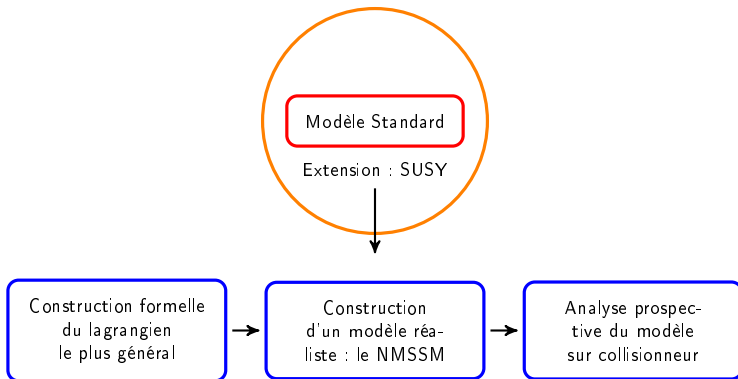 Modèle Standard
Extension : SUSY
Construction formelle
du lagrangien
le plus général
Construction
d'un modèle réa-
liste : le NMSSM
Analyse prospec-
tive du modèle
sur collisionneur